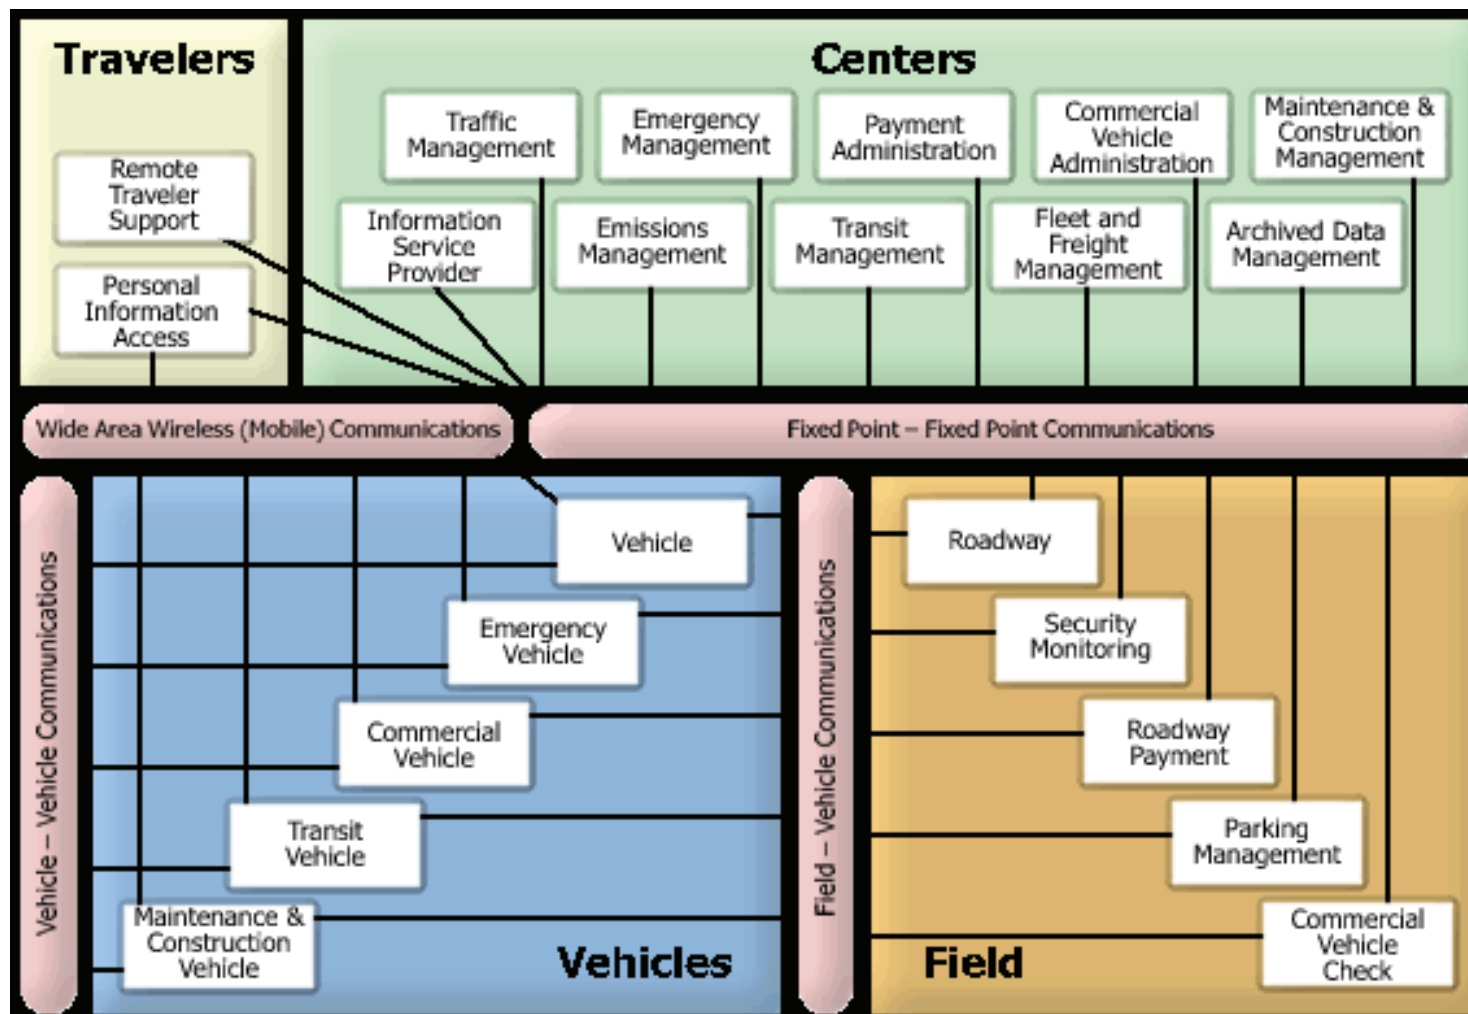 Travelers
Remote
Traveler
Support
Personal
Information
Access
Centers
Traffic
Management
Emergency
Management
Payment
Administration
Commercial
Vehicle
Administration
Maintenance &
Construction
Management
Information
Service
Provider
Emissions
Management
Transit
Management
Fleet and
Freight
Management
Archived Data
Management
Wide Area Wireless (Mobile) Communications
Fixed Point – Fixed Point Communications
Vehicle – Vehicle Communications
Vehicle
Emergency
Vehicle
Commercial
Vehicle
Transit
Vehicle
Maintenance &
Construction
Vehicle
Vehicles
Field – Vehicle Communications
Roadway
Security
Monitoring
Roadway
Payment
Parking
Management
Commercial
Vehicle
Check
Field